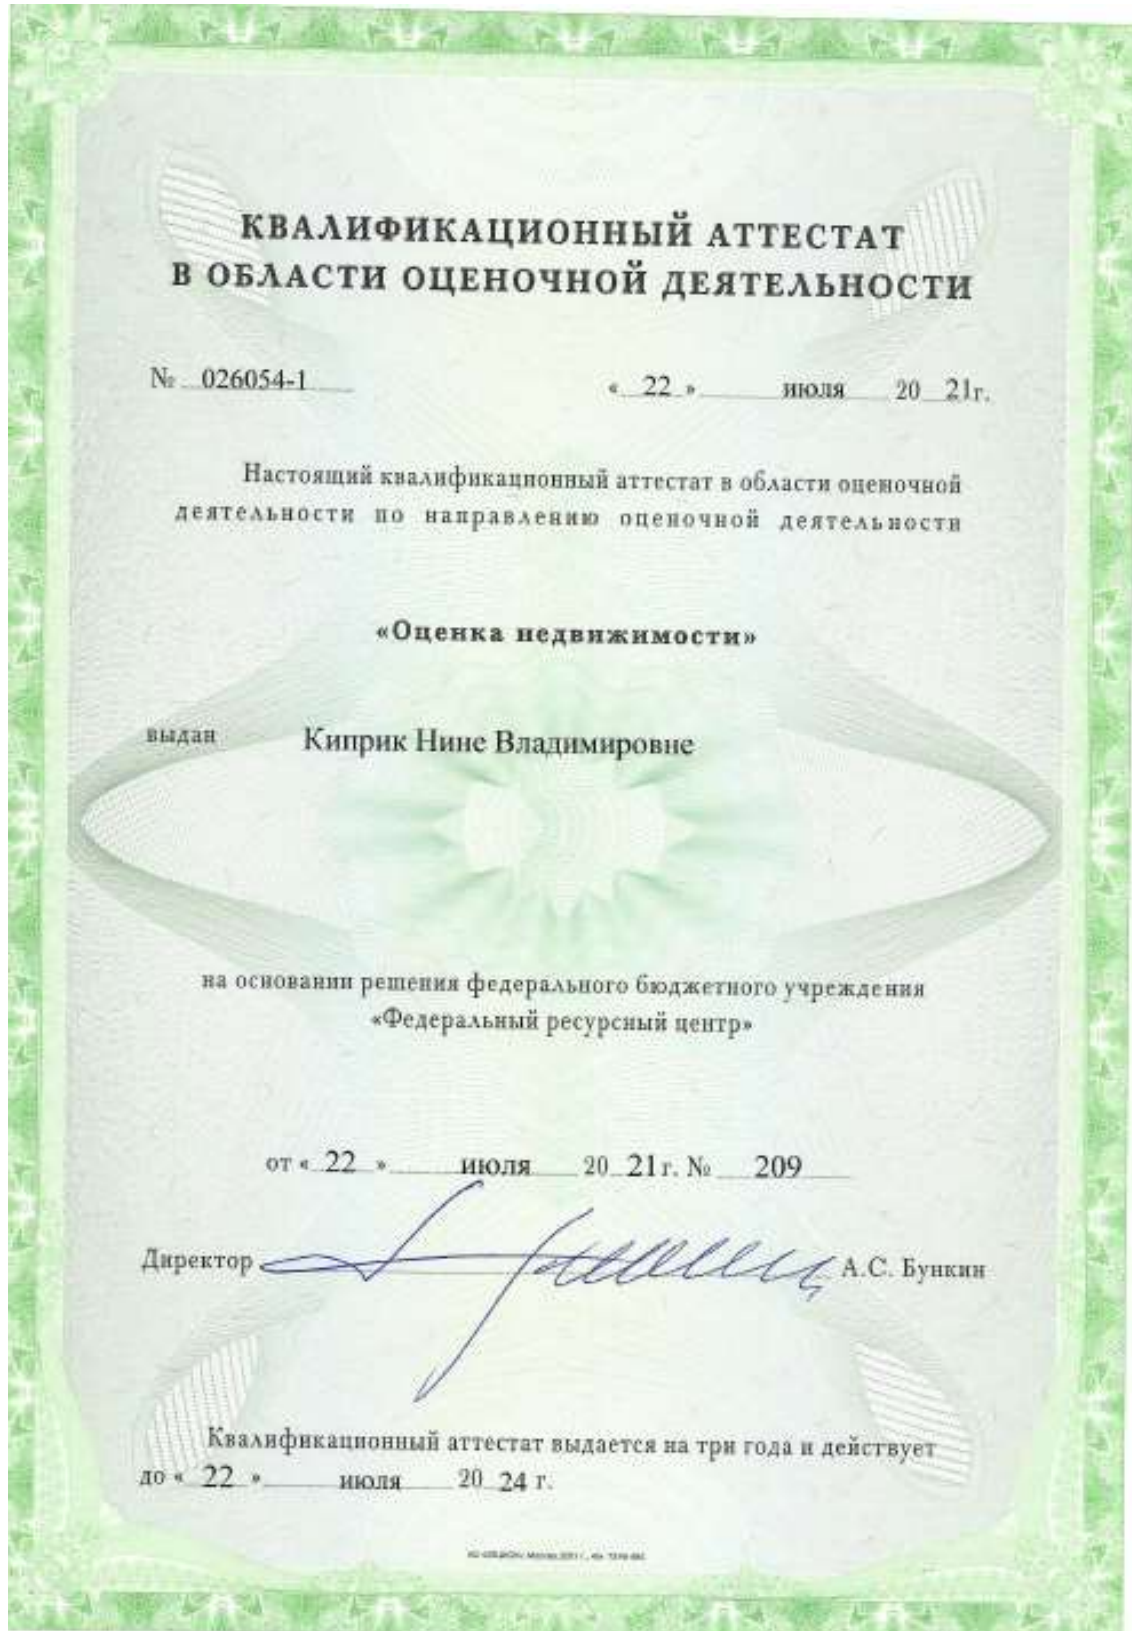 КВАЛИФИКАЦИОННЫЙ АТТЕСТАТ
В ОБЛАСТИ ОЦЕНОЧНОЙ ДЕЯТЕЛЬНОСТИ
№ 026054-1 « 22 » июля 20 21г.
Настоящий квалификационный аттестат в области оценочной
деятельности по направлению оценочной деятельности
«Оценка недвижимости»
выдан Киприк Нине Владимировне
на основании решения федерального бюджетного учреждения
«Федеральный ресурсный центр»
от « 22 » июля 20 21г. № 209
Директор А.С. Бункин
Квалификационный аттестат выдается на три года и действует
до « 22 » июля 20 24 г.